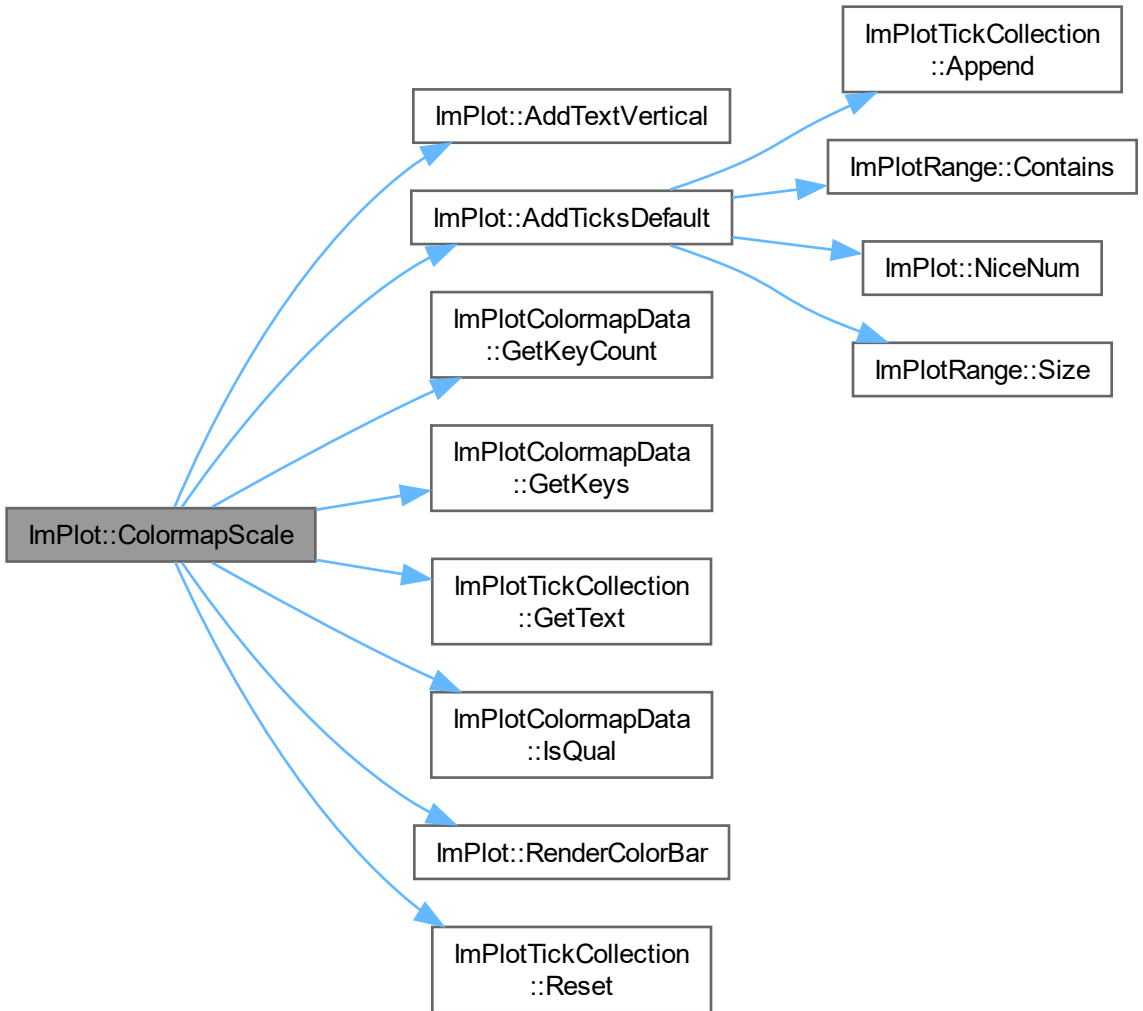 ImPlot::ColormapScale
ImPlot::AddTextVertical
ImPlot::AddTicksDefault
ImPlotColormapData
::GetKeyCount
ImPlotColormapData
::GetKeys
ImPlotTickCollection
::GetText
ImPlotColormapData
::IsQual
ImPlot::RenderColorBar
ImPlotTickCollection
::Reset
ImPlotTickCollection
::Append
ImPlotRange::Contains
ImPlot::NiceNum
ImPlotRange::Size